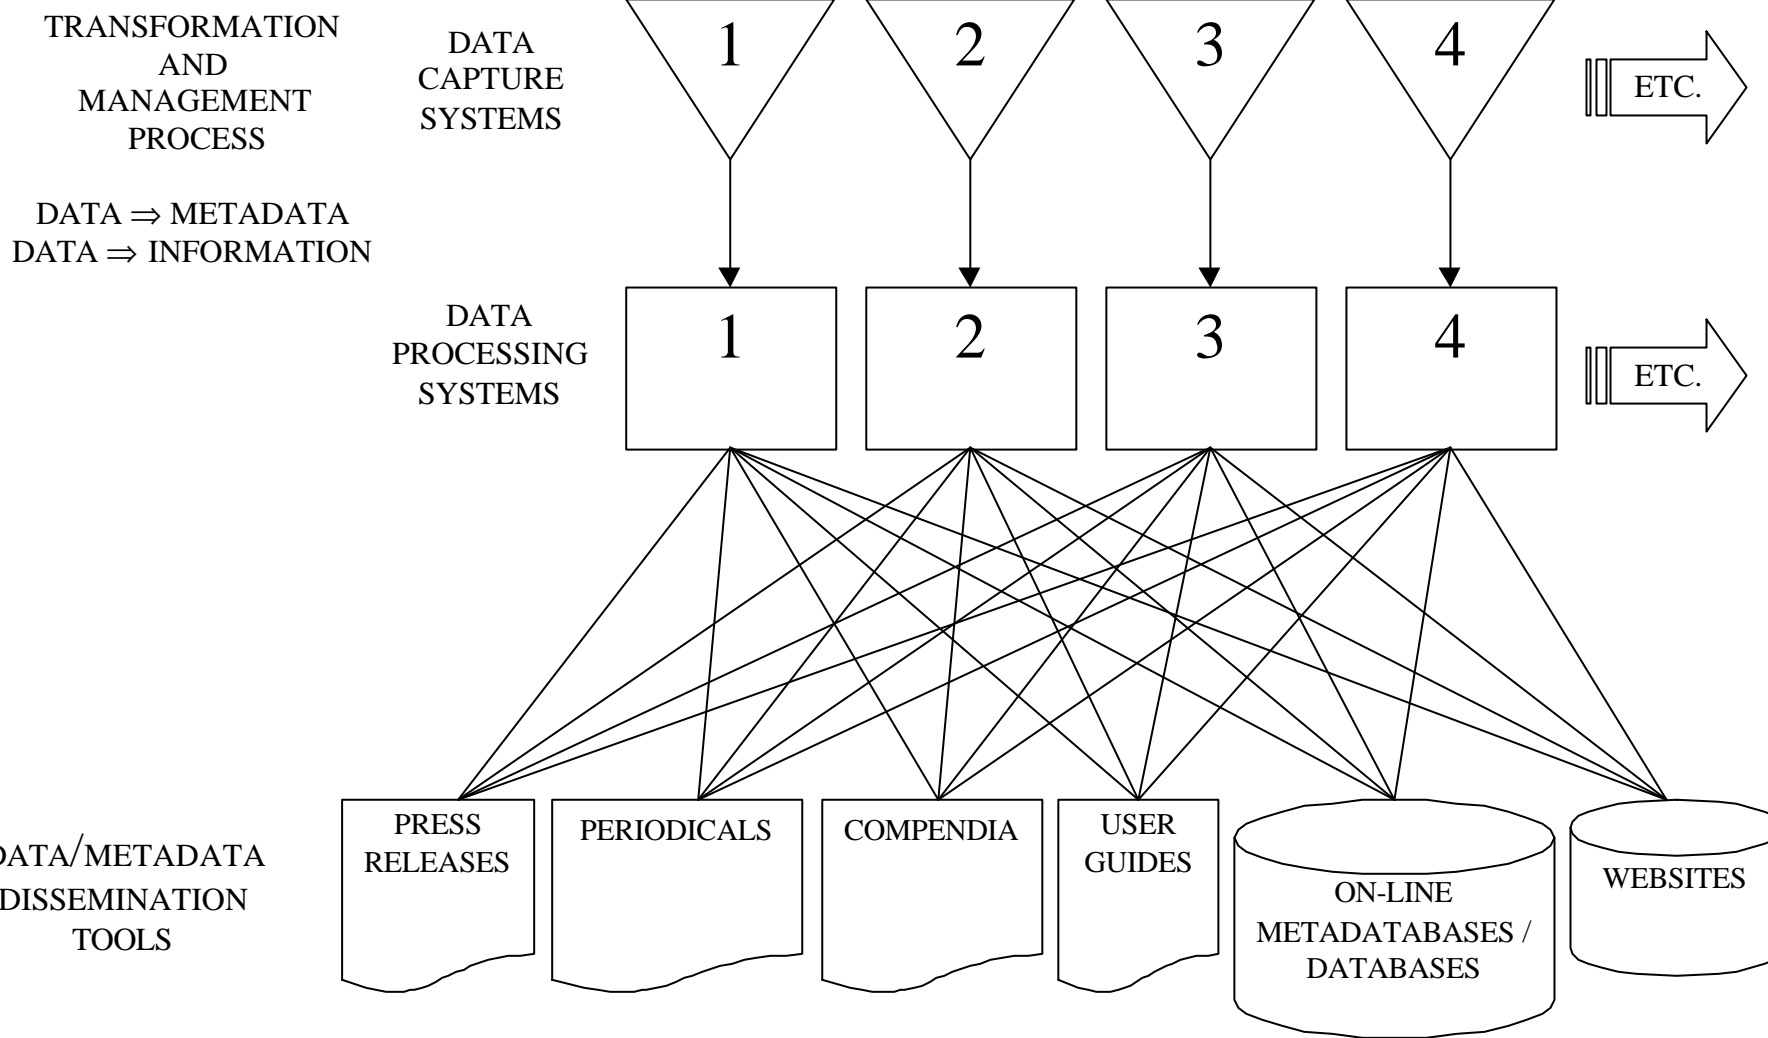 TRANSFORMATION
AND
MANAGEMENT
PROCESS
DATA ⇒ METADATA
DATA ⇒ INFORMATION
DATA
CAPTURE
SYSTEMS
1
2
3
4
ETC.
DATA
PROCESSING
SYSTEMS
1
2
3
4
ETC.
DATA/METADATA
DISSEMINATION
TOOLS
PRESS
RELEASES
PERIODICALS
COMPENDIA
USER
GUIDES
ON-LINE
METADATABASES /
DATABASES
WEBSITES